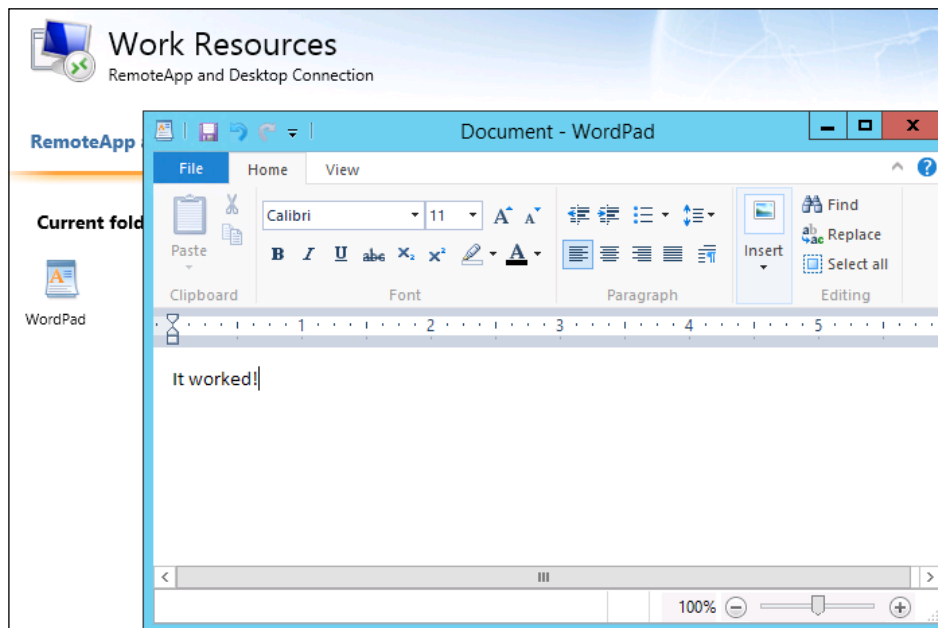 Work Resources
RemoteApp and Desktop Connection
RemoteApp
Document - WordPad
File Home View
Current fold
WordPad
Calibri 11
Paste
B I U abc X₂ X²
A A
A
Insert
Find
ab ac Replace
Select all
Clipboard Font Paragraph Editing
1 2 3 4 5
It worked!
100%